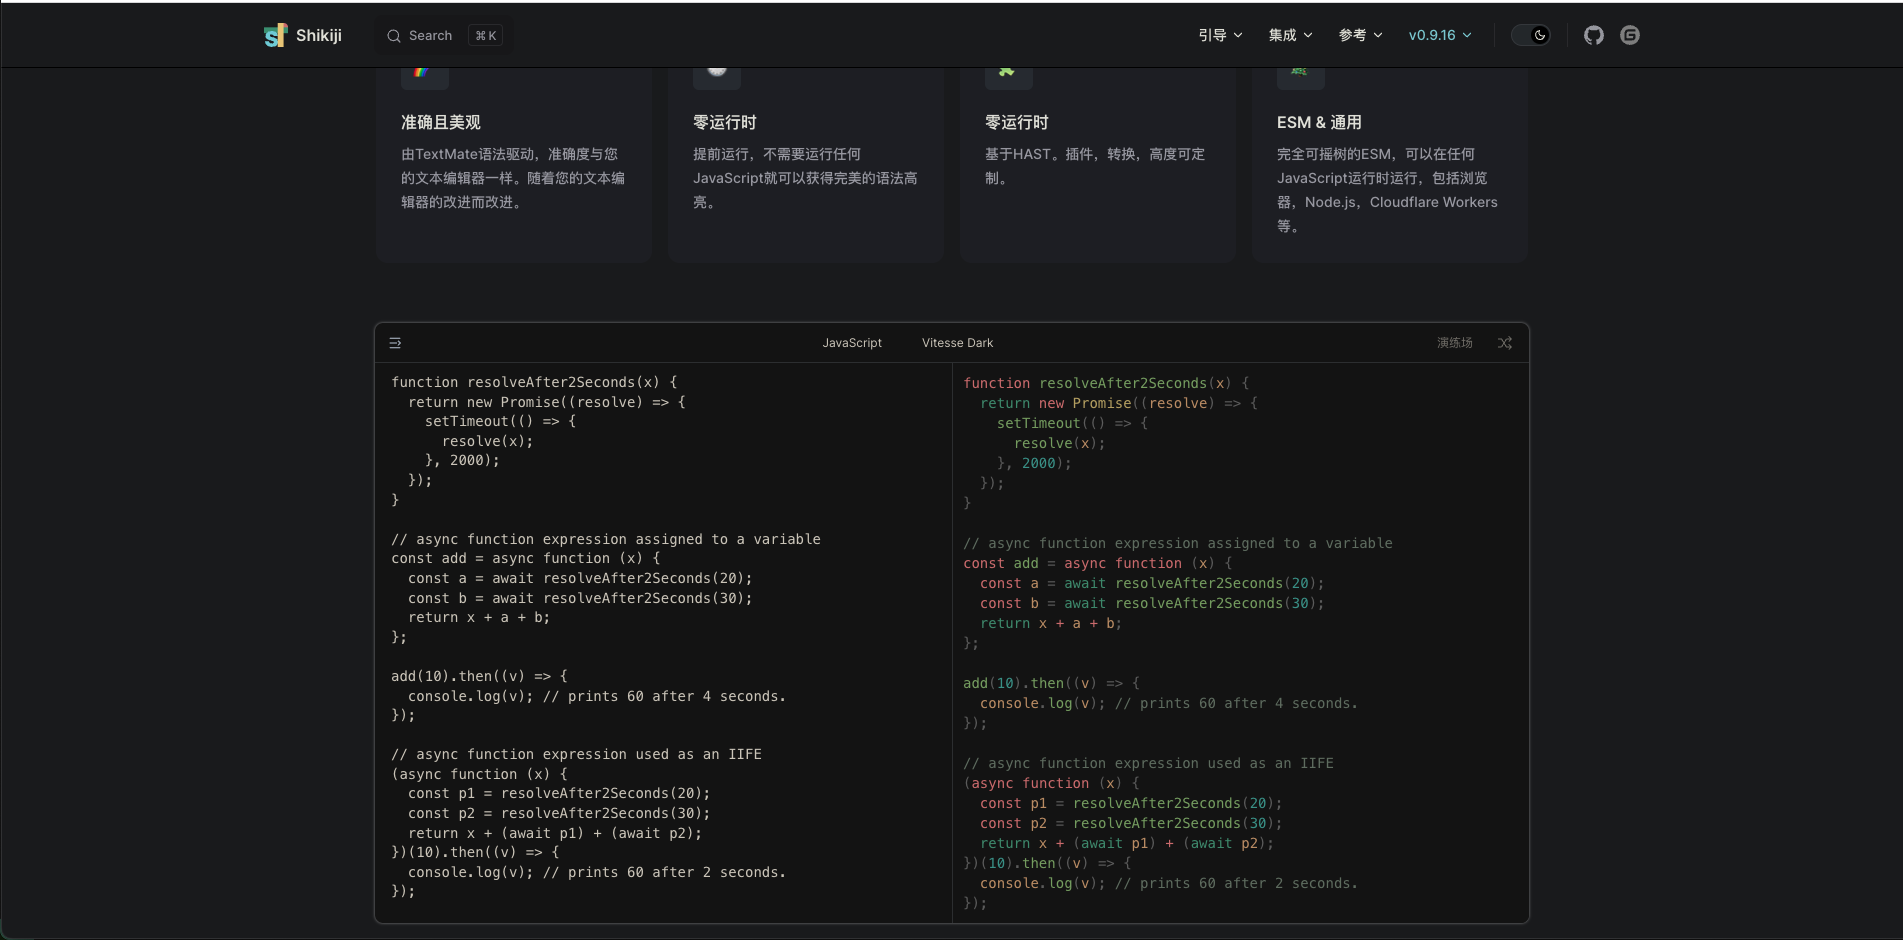 Shikiji
Search
⌘ K
引导
集成
参考
v0.9.16
准确且美观
由TextMate语法驱动，准确度与您
的文本编辑器一样。随着您的文本编
辑器的改进而改进。
零运行时
提前运行，不需要运行任何
JavaScript就可以获得完美的语法高
亮。
零运行时
基于HAST。插件，转换，高度可定
制。
ESM & 通用
完全可摇树的ESM，可以在任何
JavaScript运行时运行，包括浏览
器，Node.js，Cloudflare Workers
等。
JavaScript
Vitesse Dark
演练场
function resolveAfter2Seconds(x) {
  return new Promise((resolve) => {
    setTimeout(() => {
      resolve(x);
    }, 2000);
  });
}

// async function expression assigned to a variable
const add = async function (x) {
  const a = await resolveAfter2Seconds(20);
  const b = await resolveAfter2Seconds(30);
  return x + a + b;
};

add(10).then((v) => {
  console.log(v); // prints 60 after 4 seconds.
});

// async function expression used as an IIFE
(async function (x) {
  const p1 = resolveAfter2Seconds(20);
  const p2 = resolveAfter2Seconds(30);
  return x + (await p1) + (await p2);
})(10).then((v) => {
  console.log(v); // prints 60 after 2 seconds.
});
function resolveAfter2Seconds(x) {
  return new Promise((resolve) => {
    setTimeout(() => {
      resolve(x);
    }, 2000);
  });
}

// async function expression assigned to a variable
const add = async function (x) {
  const a = await resolveAfter2Seconds(20);
  const b = await resolveAfter2Seconds(30);
  return x + a + b;
};

add(10).then((v) => {
  console.log(v); // prints 60 after 4 seconds.
});

// async function expression used as an IIFE
(async function (x) {
  const p1 = resolveAfter2Seconds(20);
  const p2 = resolveAfter2Seconds(30);
  return x + (await p1) + (await p2);
})(10).then((v) => {
  console.log(v); // prints 60 after 2 seconds.
});